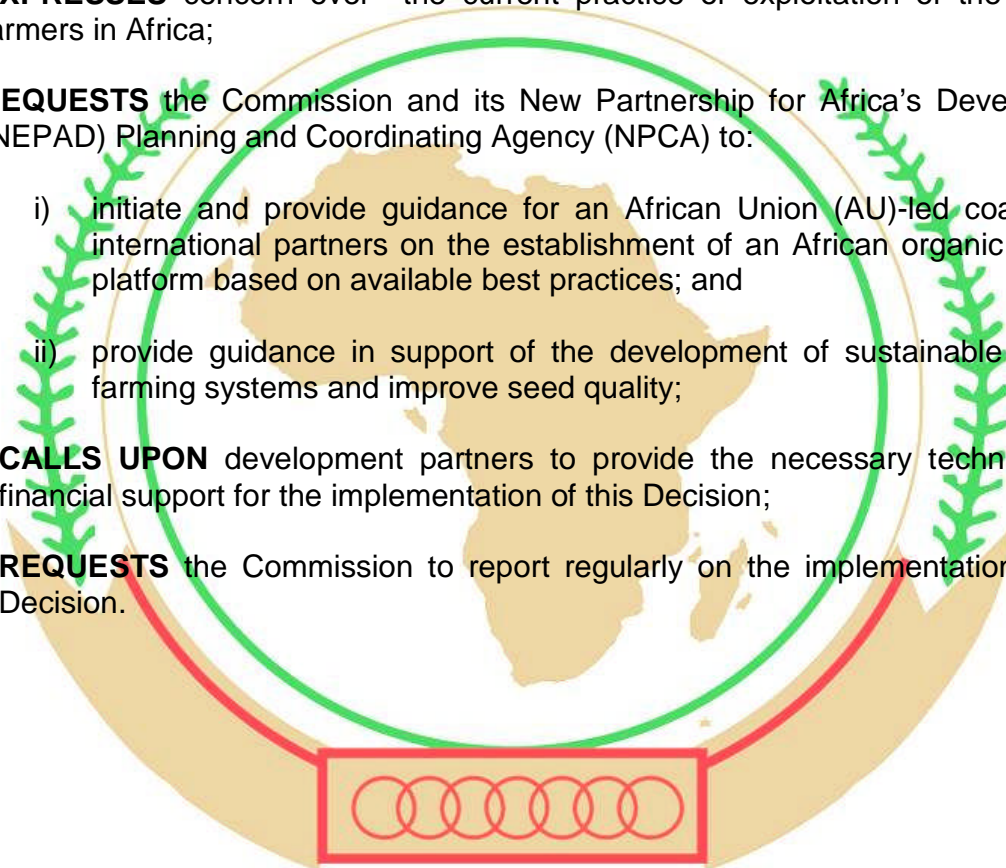 EXPRESSES concern over the current practice of exploitation of the
armers in Africa;
EQUESTS the Commission and its New Partnership for Africa's Deve
NEPAD) Planning and Coordinating Agency (NPCA) to:
i) initiate and provide guidance for an African Union (AU)-led coa
international partners on the establishment of an African organic
platform based on available best practices; and
ii) provide guidance in support of the development of sustainable
farming systems and improve seed quality;
CALLS UPON development partners to provide the necessary techn
financial support for the implementation of this Decision;
REQUESTS the Commission to report regularly on the implementation
Decision.